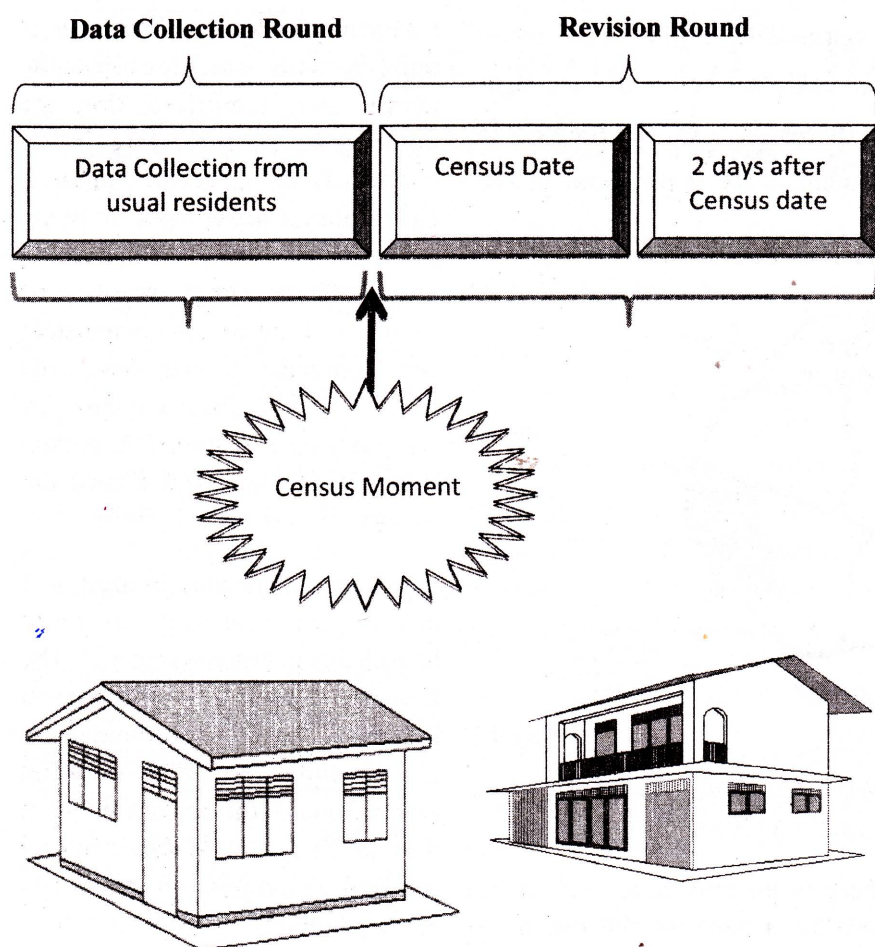 Data Collection Round
Revision Round
Data Collection from
usual residents
Census Date
2 days after
Census date
Census Moment